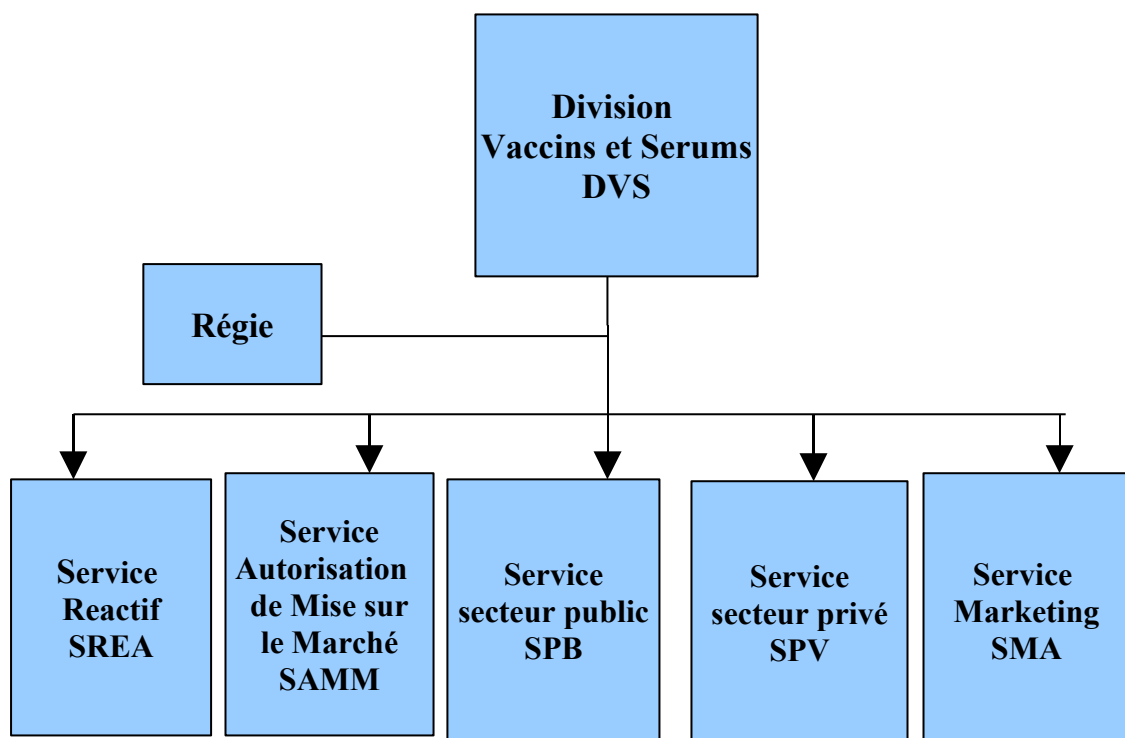 Division
Vaccins et Serums
DVS
Régie
Service
Reactif
SREA
Service
Autorisation
de Mise sur
le Marché
SAMM
Service
secteur public
SPB
Service
secteur privé
SPV
Service
Marketing
SMA